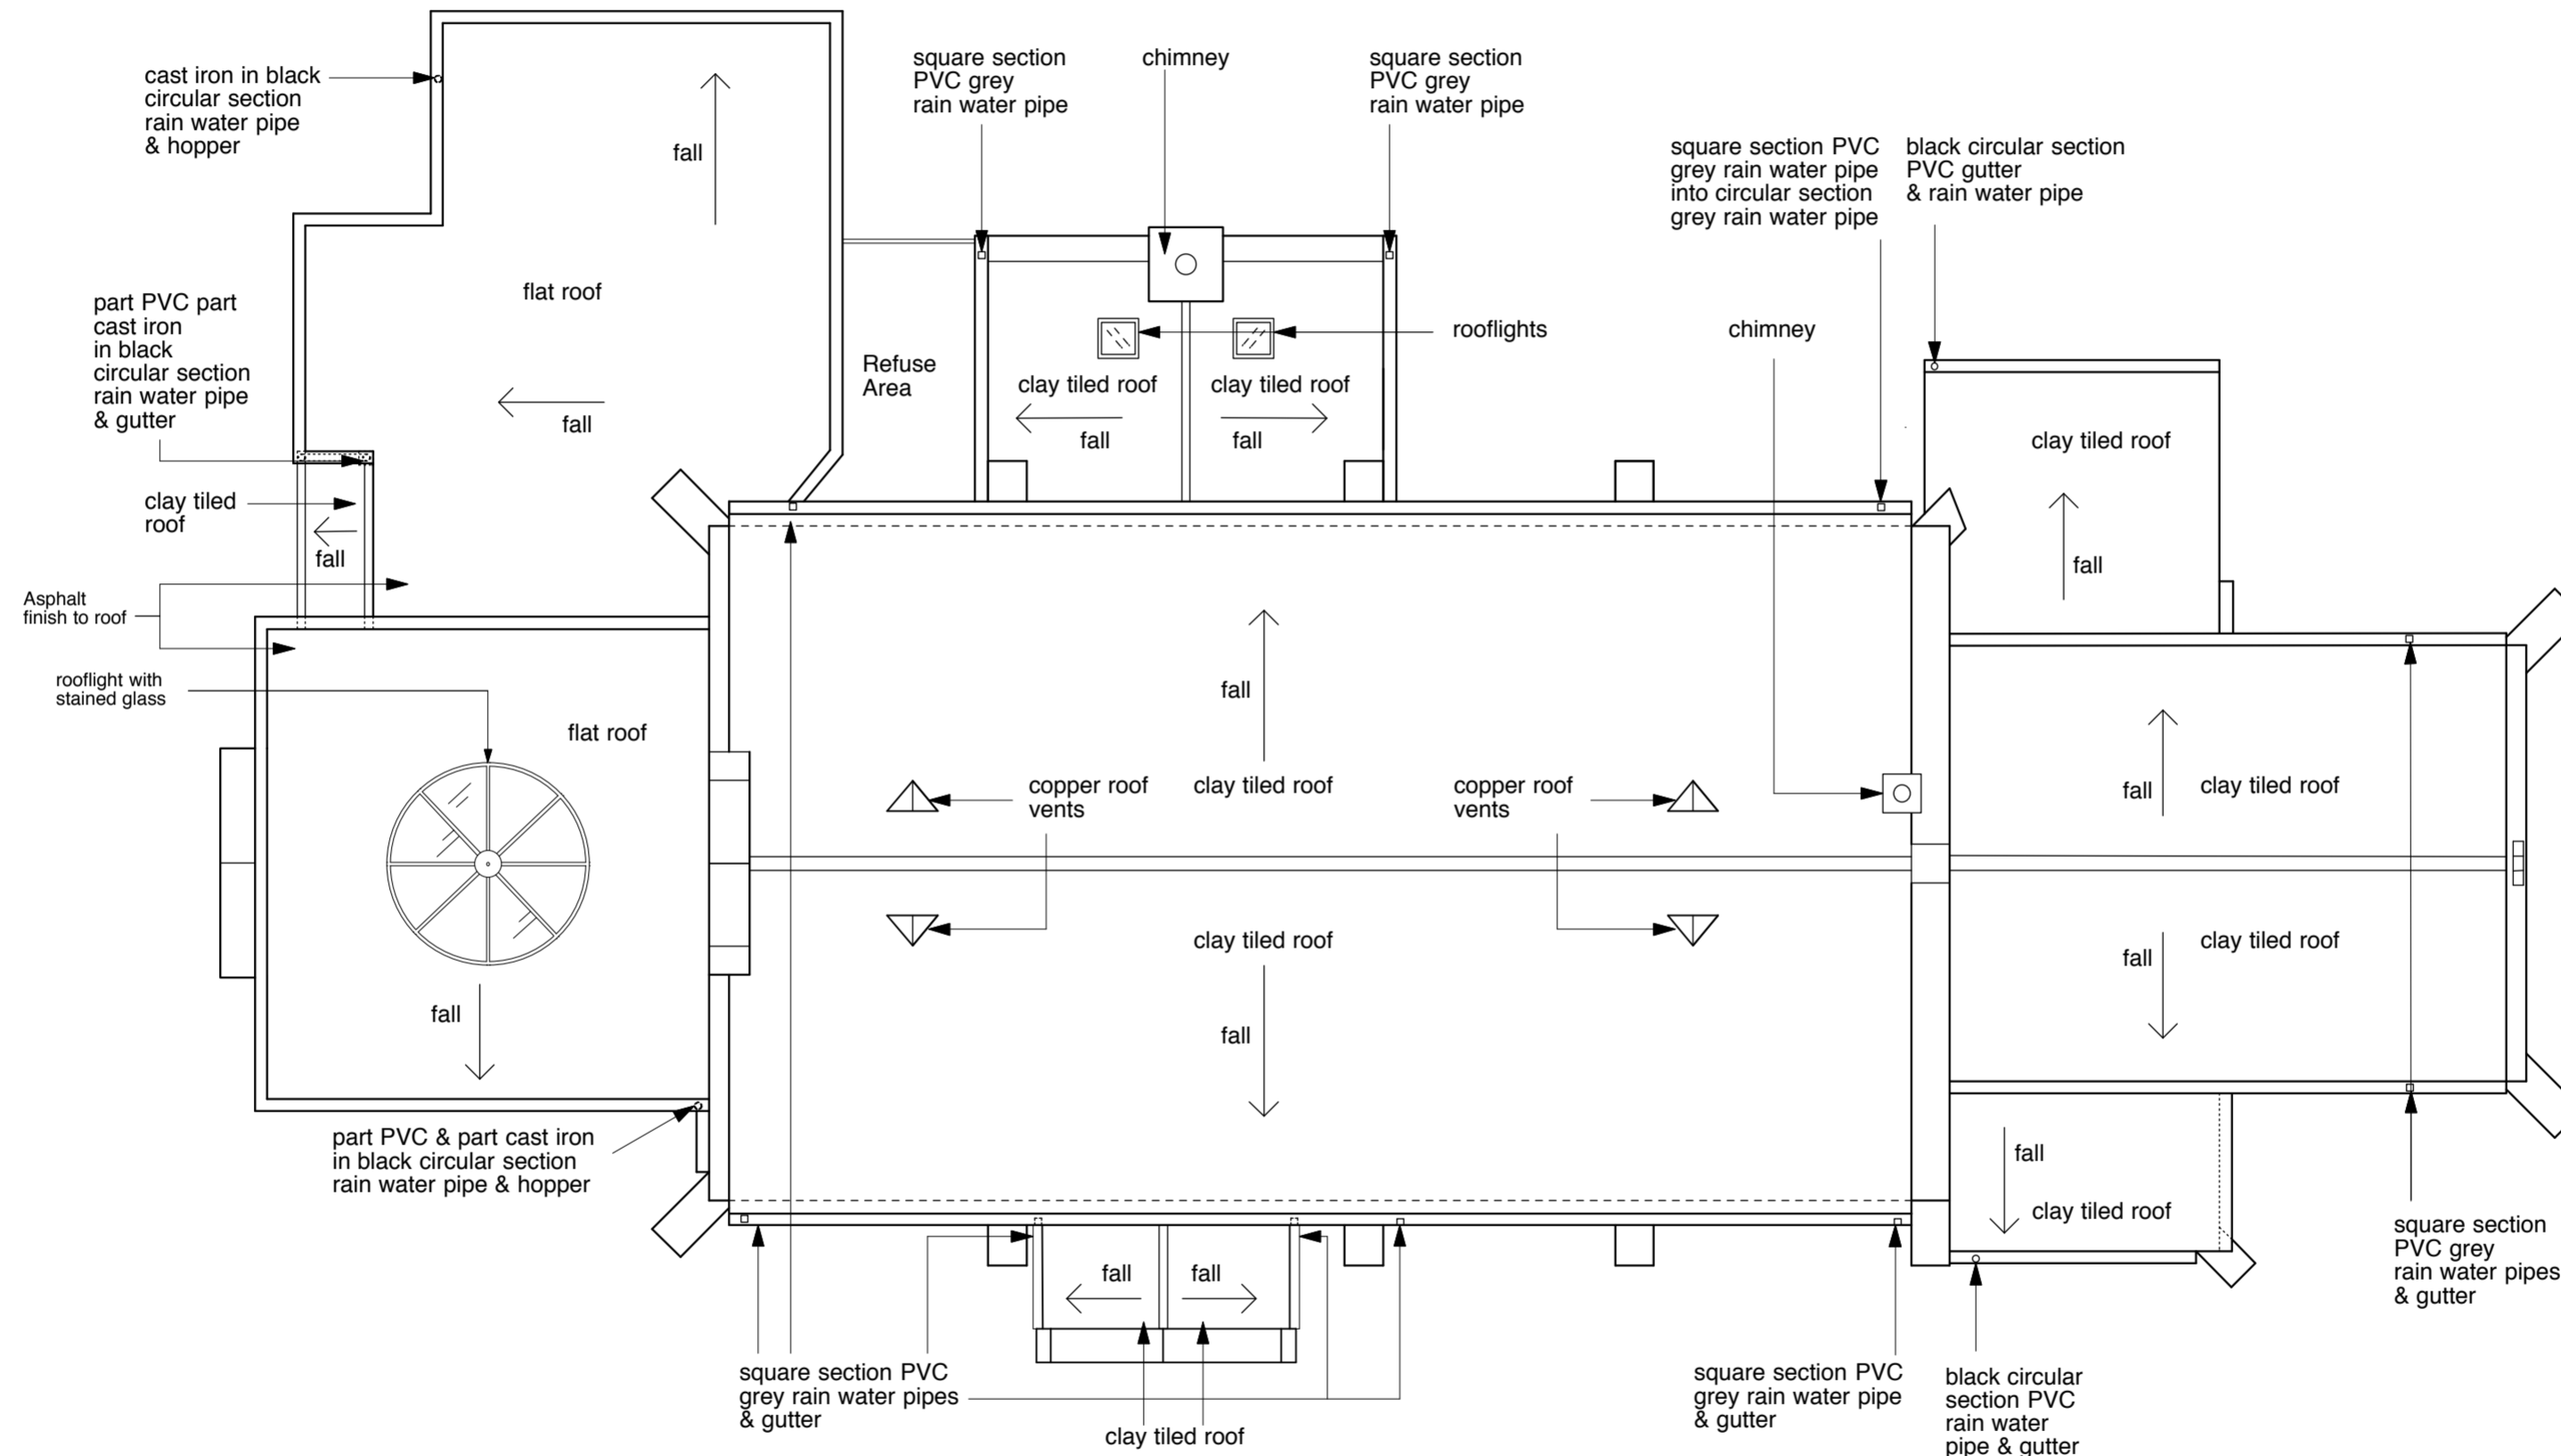 cast iron in black
circular section
rain water pipe
& hopper
square section
PVC grey
rain water pipe
chimney
square section
PVC grey
rain water pipe
square section PVC
grey rain water pipe
into circular section
grey rain water pipe
black circular section
PVC gutter
& rain water pipe
fall
flat roof
part PVC part
cast iron
in black
circular section
rain water pipe
& gutter
fall
Refuse
Area
rooflights
chimney
clay tiled roof
clay tiled roof
fall
fall
clay tiled roof
fall
clay tiled
roof
fall
Asphalt
finish to roof
rooflight with
stained glass
flat roof
fall
fall
clay tiled roof
copper roof
vents
copper roof
vents
fall
clay tiled roof
clay tiled roof
fall
fall
clay tiled roof
fall
part PVC & part cast iron
in black circular section
rain water pipe & hopper
fall
clay tiled roof
fall
fall
square section
PVC grey
rain water pipes
& gutter
square section PVC
grey rain water pipes
& gutter
clay tiled roof
square section PVC
grey rain water pipe
& gutter
black circular
section PVC
rain water
pipe & gutter